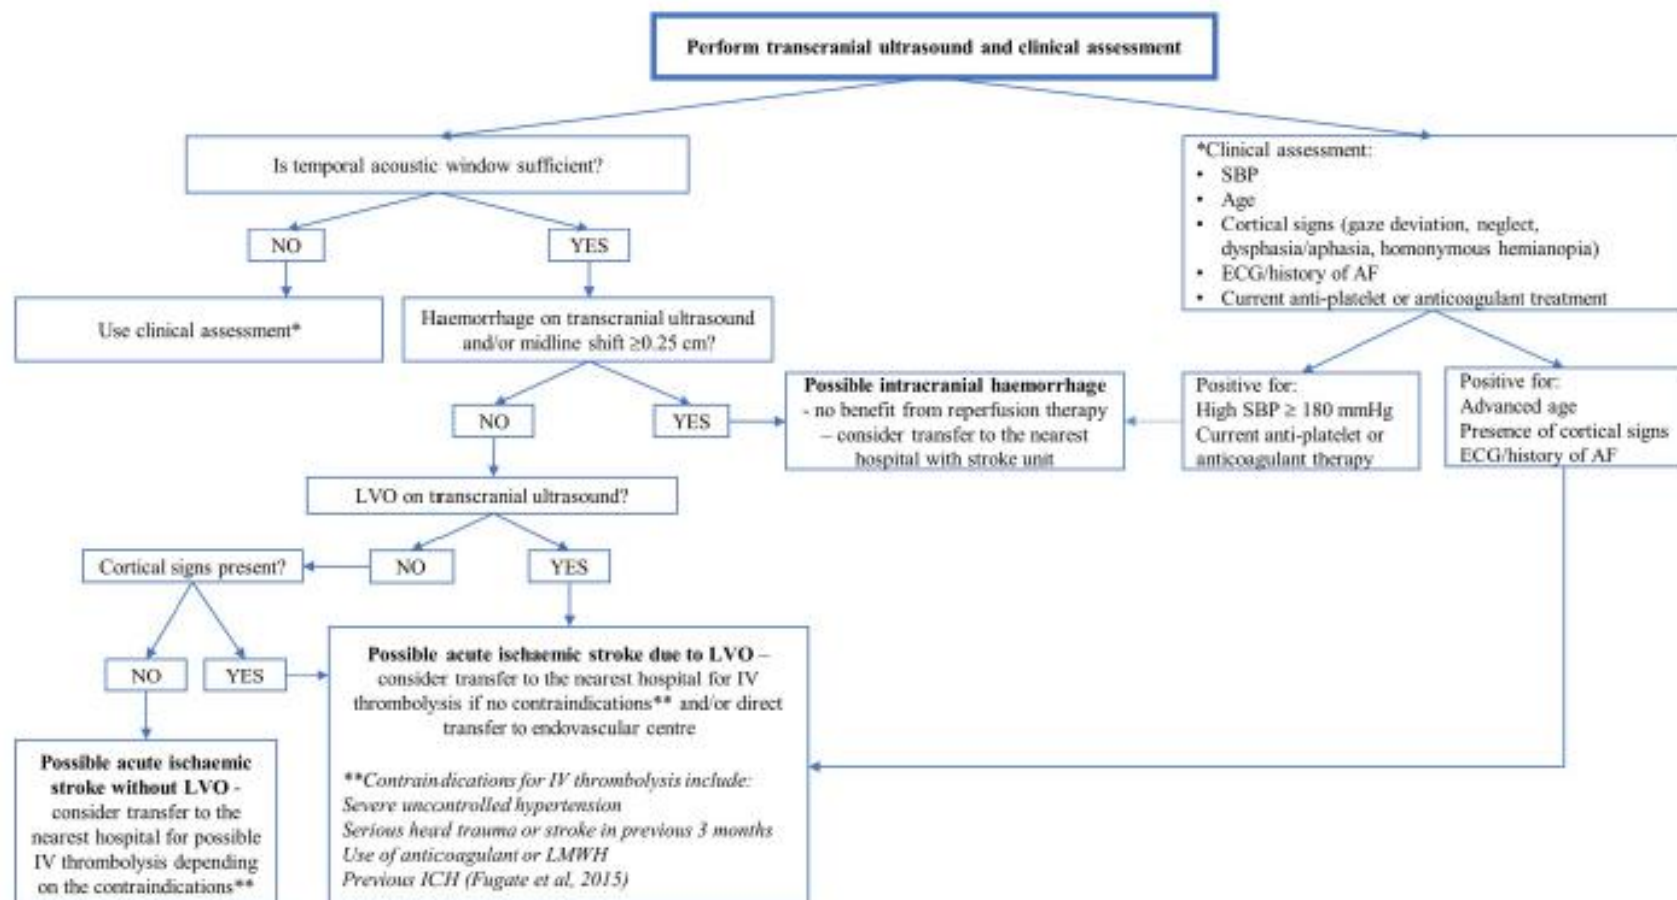 Perform transcranial ultrasound and clinical assessment
Is temporal acoustic window sufficient?
NO
YES
Use clinical assessment*
Haemorrhage on transcranial ultrasound
and/or midline shift ≥0.25 cm?
NO
YES
Possible intracranial haemorrhage
- no benefit from reperfusion therapy
– consider transfer to the nearest
hospital with stroke unit
LVO on transcranial ultrasound?
NO
YES
Cortical signs present?
NO
YES
Possible acute ischaemic
stroke without LVO -
consider transfer to the
nearest hospital for possible
IV thrombolysis depending
on the contraindications**
Possible acute ischaemic stroke due to LVO –
consider transfer to the nearest hospital for IV
thrombolysis if no contraindications** and/or direct
transfer to endovascular centre
**Contraindications for IV thrombolysis include:
Severe uncontrolled hypertension
Serious head trauma or stroke in previous 3 months
Use of anticoagulant or LMWH
Previous ICH (Fugate et al, 2015)
*Clinical assessment:
• SBP
• Age
• Cortical signs (gaze deviation, neglect,
dysphasia/aphasia, homonymous hemianopia)
• ECG/history of AF
• Current anti-platelet or anticoagulant treatment
Positive for:
High SBP ≥ 180 mmHg
Current anti-platelet or
anticoagulant therapy
Positive for:
Advanced age
Presence of cortical signs
ECG/history of AF